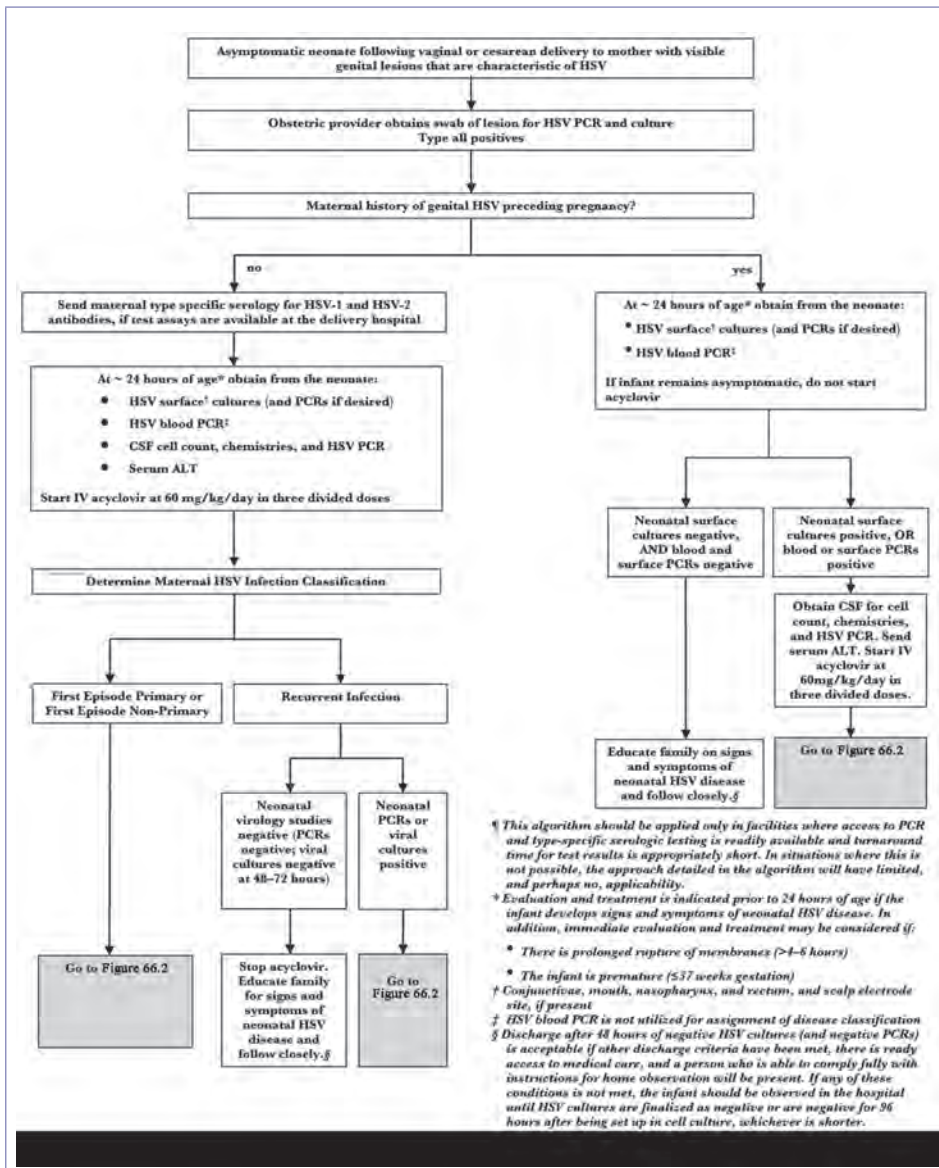 Asymptomatic neonate following vaginal or cesarean delivery to mother with visible
genital lesions that are characteristic of HSV
Obstetric provider obtains swab of lesion for HSV PCR and culture
Type all positives
Maternal history of genital HSV preceding pregnancy?
no
Send maternal type specific serology for HSV-1 and HSV-2
antibodies, if test assays are available at the delivery hospital
At ~ 24 hours of age* obtain from the neonate:
• HSV surface† cultures (and PCRs if desired)
• HSV blood PCR‡
• CSF cell count, chemistries, and HSV PCR
• Serum ALT
Start IV acyclovir at 60 mg/kg/day in three divided doses
Determine Maternal HSV Infection Classification
First Episode Primary or
First Episode Non-Primary
Go to Figure 66.2
Recurrent Infection
Neonatal
virology studies
negative (PCRs
negative; viral
cultures negative
at 48–72 hours)
Stop acyclovir.
Educate family
for signs and
symptoms of
neonatal HSV
disease and
follow closely.§
Neonatal
PCRs or
viral
cultures
positive
Go to
Figure 66.2
yes
At ~ 24 hours of age* obtain from the neonate:
• HSV surface† cultures (and PCRs if desired)
• HSV blood PCR‡
If infant remains asymptomatic, do not start
acyclovir
Neonatal surface
cultures negative,
AND blood and
surface PCRs negative
Educate family on signs
and symptoms of
neonatal HSV disease
and follow closely.§
Neonatal surface
cultures positive, OR
blood or surface PCRs
positive
Obtain CSF for cell
count, chemistries,
and HSV PCR. Send
serum ALT. Start IV
acyclovir at
60mg/kg/day in
three divided doses.
Go to Figure 66.2
¶ This algorithm should be applied only in facilities where access to PCR
and type-specific serologic testing is readily available and turnaround
time for test results is appropriately short. In situations where this is
not possible, the approach detailed in the algorithm will have limited,
and perhaps no, applicability.
* Evaluation and treatment is indicated prior to 24 hours of age if the
infant develops signs and symptoms of neonatal HSV disease. In
addition, immediate evaluation and treatment may be considered if:
• There is prolonged rupture of membranes (>4–6 hours)
• The infant is premature (≤37 weeks gestation)
† Conjunctivae, mouth, nasopharynx, and rectum, and scalp electrode
site, if present
‡ HSV blood PCR is not utilized for assignment of disease classification
§ Discharge after 48 hours of negative HSV cultures (and negative PCRs)
is acceptable if other discharge criteria have been met, there is ready
access to medical care, and a person who is able to comply fully with
instructions for home observation will be present. If any of these
conditions is not met, the infant should be observed in the hospital
until HSV cultures are finalized as negative or are negative for 96
hours after being set up in cell culture, whichever is shorter.